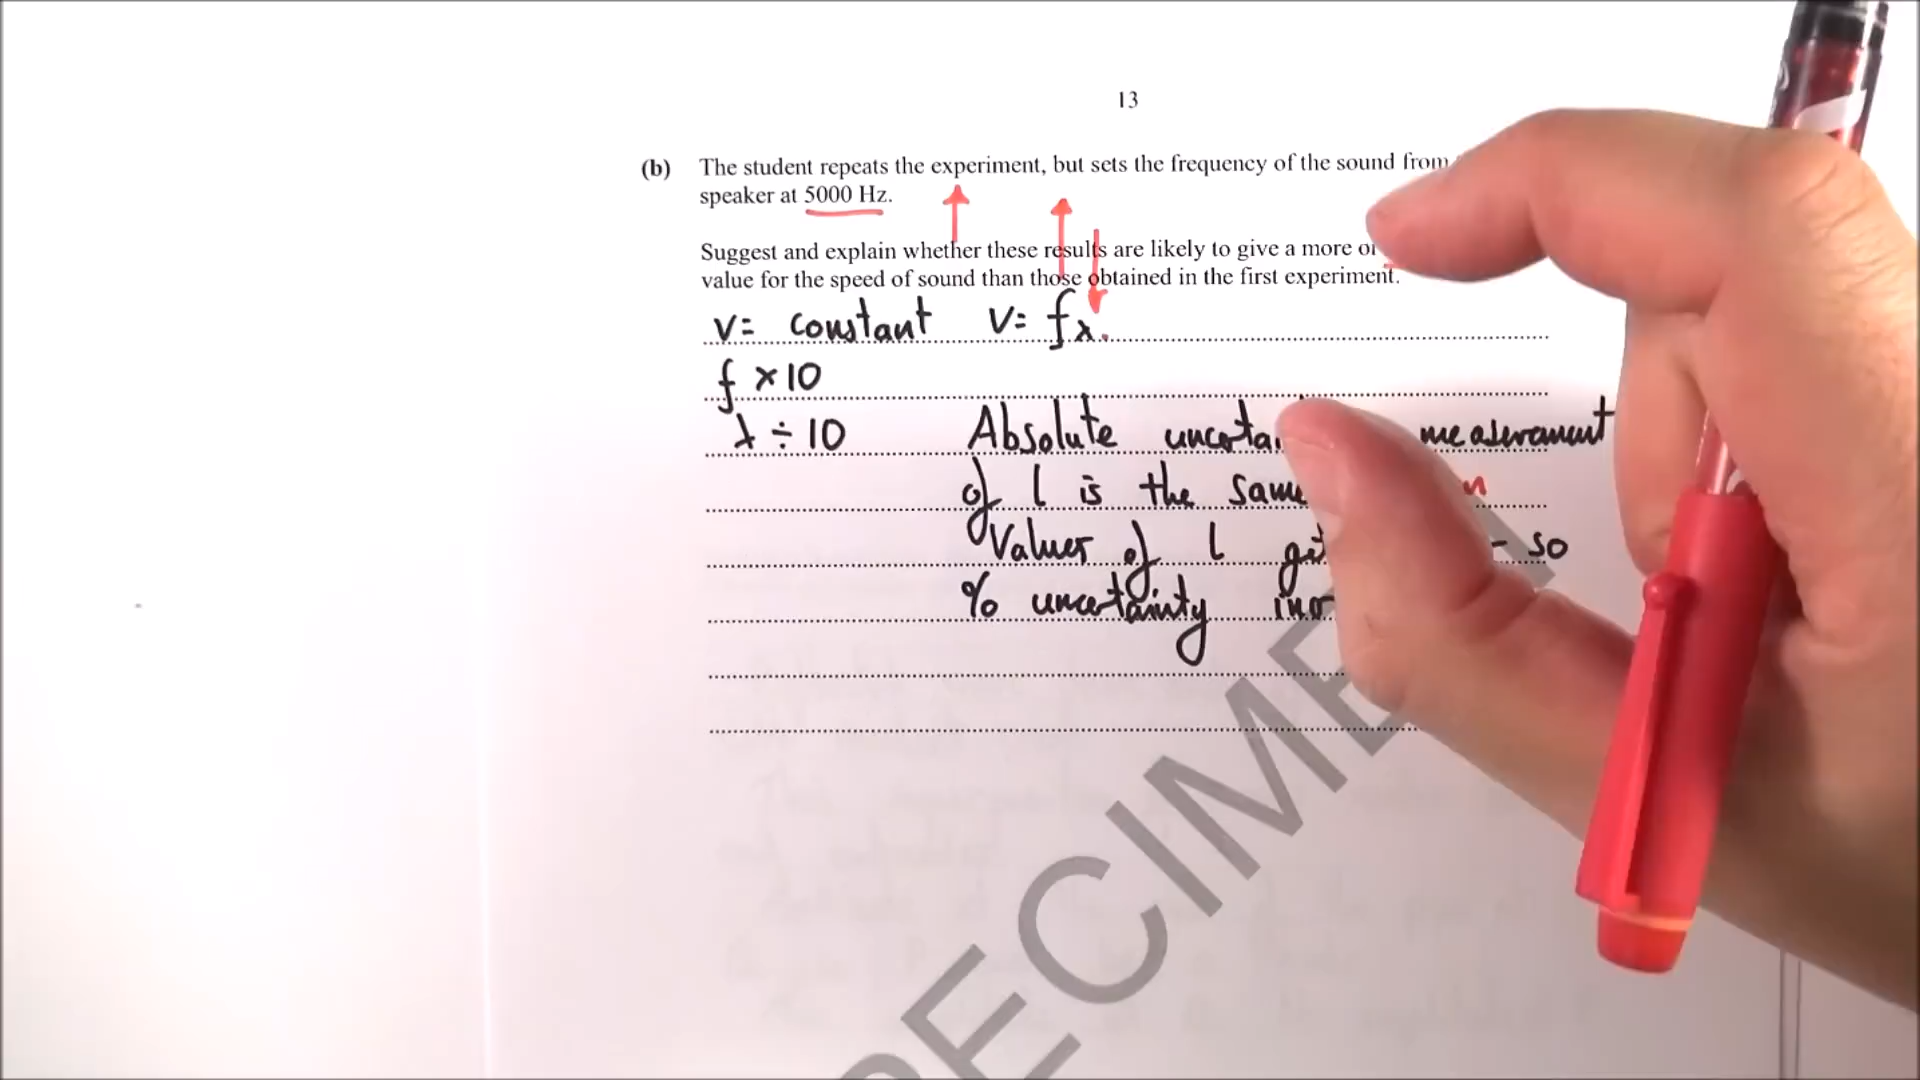 13
(b) The student repeats the experiment, but sets the frequency of the sound from
speaker at 5000 Hz.
Suggest and explain whether these results are likely to give a more or
value for the speed of sound than those obtained in the first experiment.
v = constant v = fλ
f × 10
λ ÷ 10 Absolute measurement
of l is the same
Values of l - so
% uncertainty